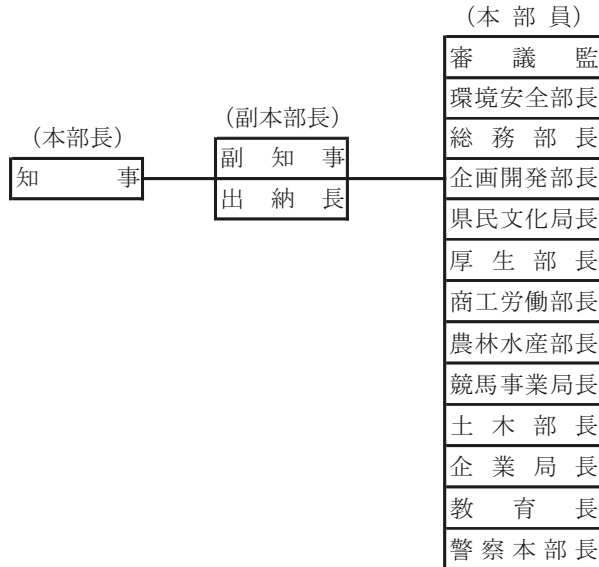 (本部長)
知事
(副本部長)
副知事
出納長
(本部員)
審議監
環境安全部長
総務部長
企画開発部長
県民文化局長
厚生部長
商工労働部長
農林水産部長
競馬事業局長
土木部長
企業局長
教育長
警察本部長